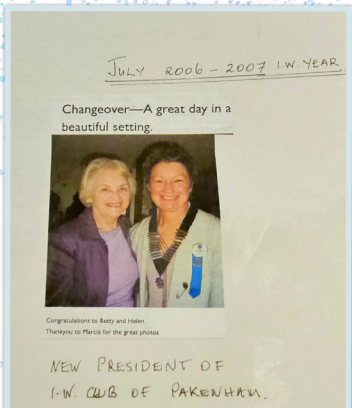 JULY 2006 - 2007 I.W. YEAR
Changeover—A great day in a
beautiful setting.
Congratulations to Betty and Helen.
Thankyou to Marcia for the great photos
NEW PRESIDENT OF
I.W. CLUB OF PAKENHAM.